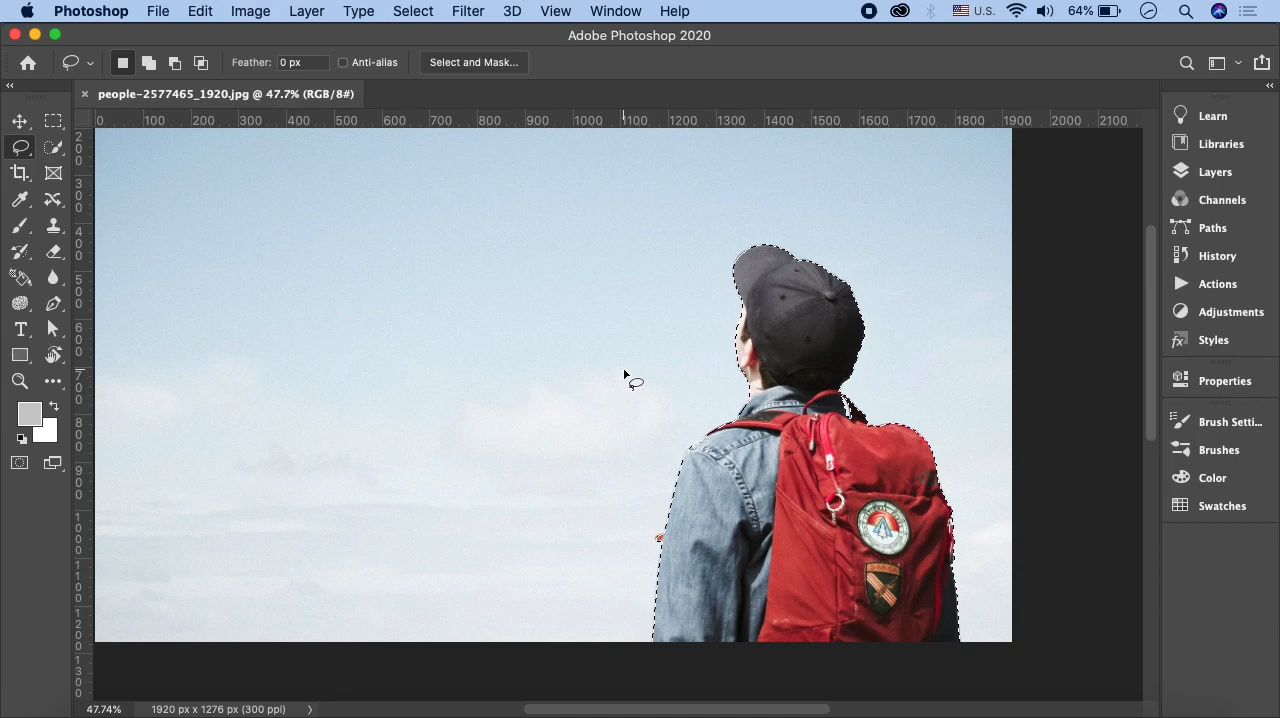 Photoshop File Edit Image Layer Type Select Filter 3D View Window Help U.S. 64%
Adobe Photoshop 2020
Feather: 0 px Anti-alias Select and Mask...
× people-2577465_1920.jpg @ 47.7% (RGB/8#)
0 100 200 300 400 500 600 700 800 900 1000 1100 1200 1300 1400 1500 1600 1700 1800 1900 2000 2100
200
300
400
500
600
700
800
900
1000
1100
1200
1300
T
Learn
Libraries
Layers
Channels
Paths
History
Actions
Adjustments
fx Styles
Properties
Brush Setti...
Brushes
Color
Swatches
47.74% 1920 px x 1276 px (300 ppi)